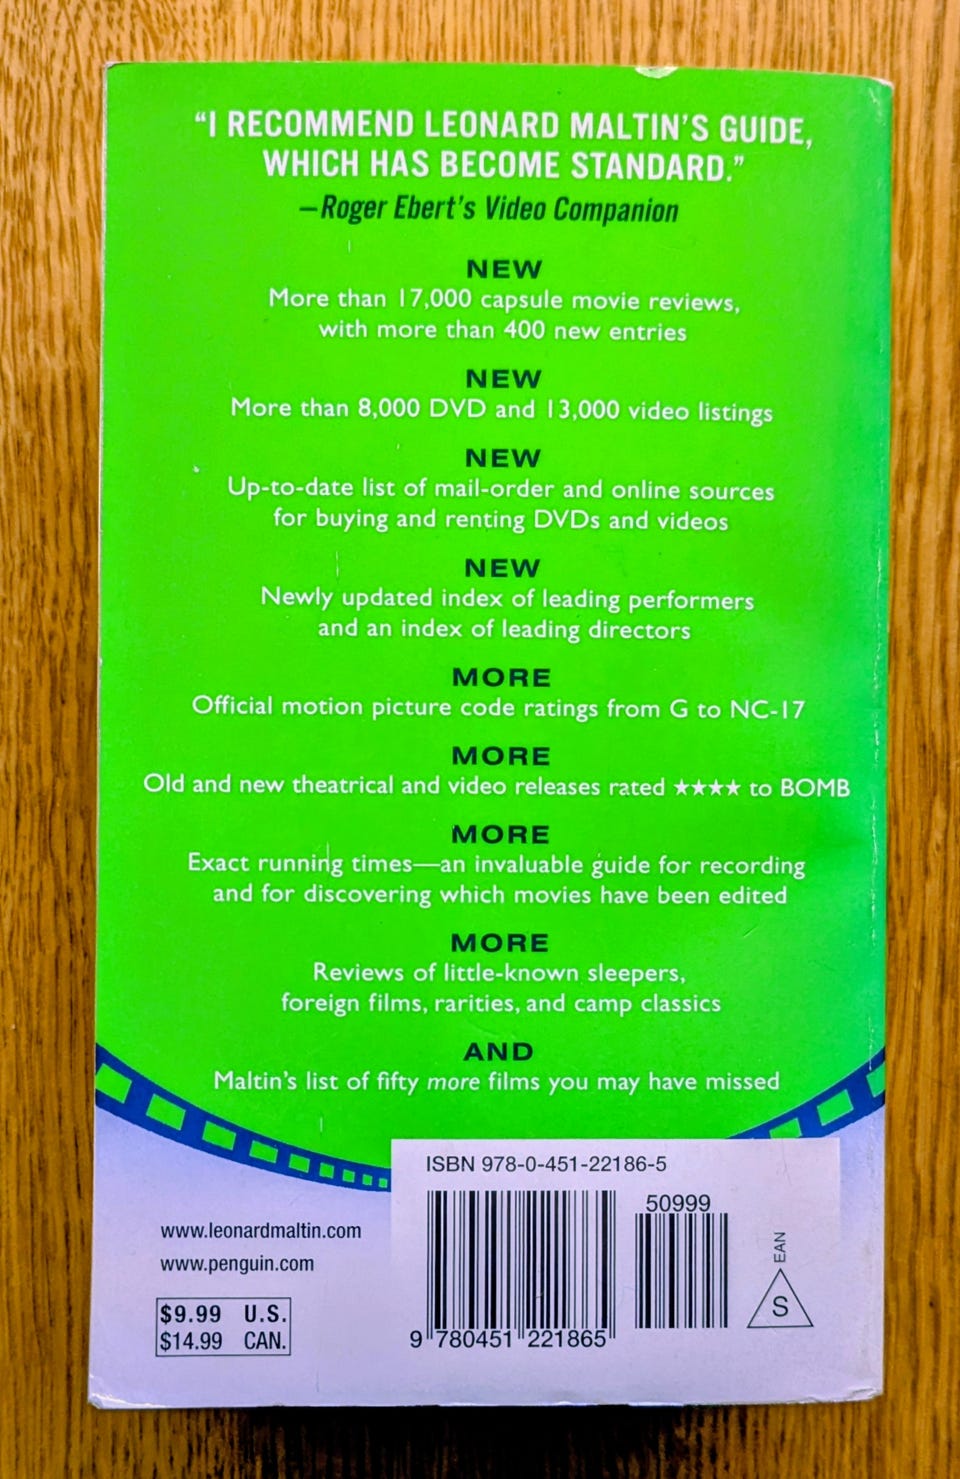 “I RECOMMEND LEONARD MALTIN’S GUIDE,
WHICH HAS BECOME STANDARD.”
—Roger Ebert’s Video Companion
NEW
More than 17,000 capsule movie reviews,
with more than 400 new entries
NEW
More than 8,000 DVD and 13,000 video listings
NEW
Up-to-date list of mail-order and online sources
for buying and renting DVDs and videos
NEW
Newly updated index of leading performers
and an index of leading directors
MORE
Official motion picture code ratings from G to NC-17
MORE
Old and new theatrical and video releases rated ★★★★ to BOMB
MORE
Exact running times—an invaluable guide for recording
and for discovering which movies have been edited
MORE
Reviews of little-known sleepers,
foreign films, rarities, and camp classics
AND
Maltin’s list of fifty more films you may have missed
ISBN 978-0-451-22186-5
50999
EAN
S
9 780451 221865
www.leonardmaltin.com
www.penguin.com
$9.99 U.S.
$14.99 CAN.